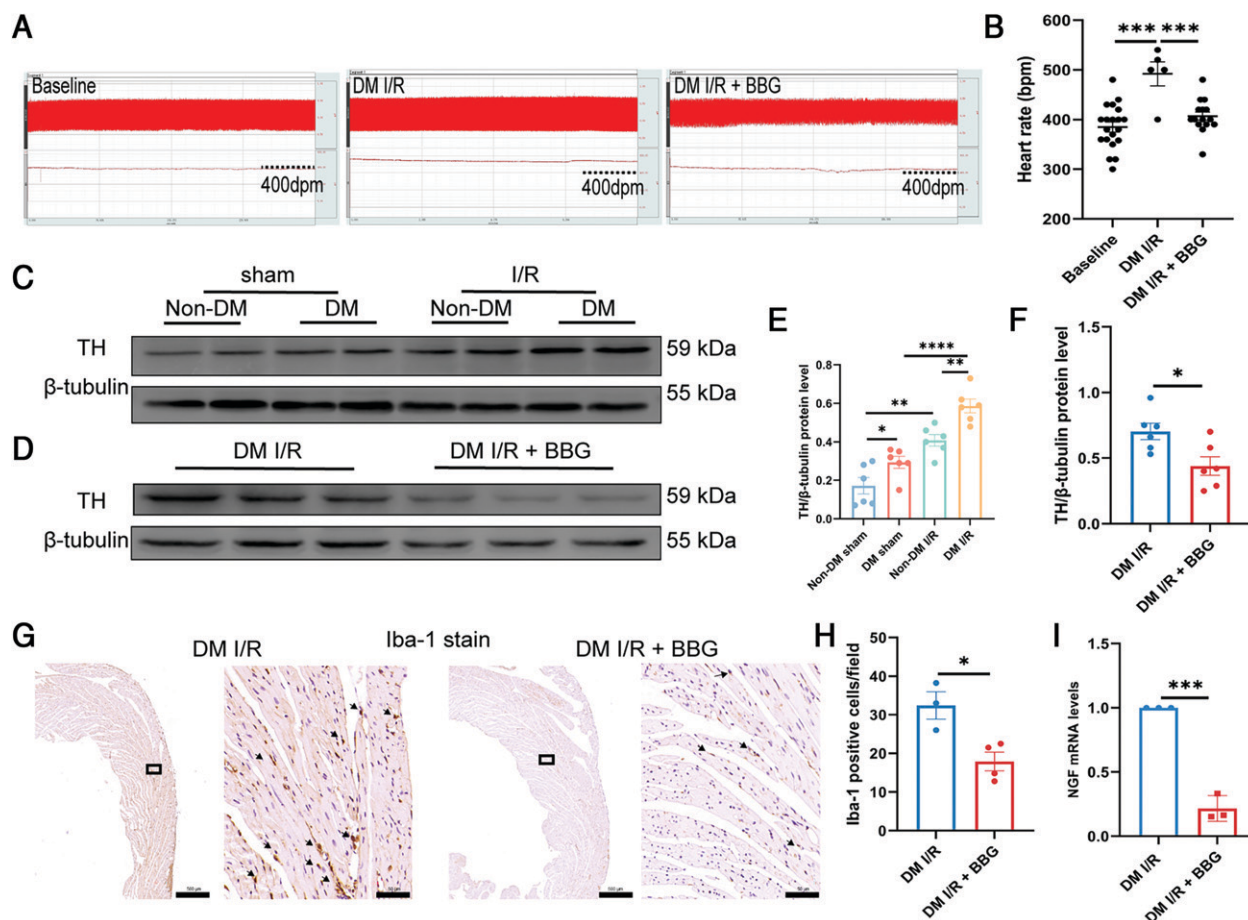 A
Baseline
400dpm
DM I/R
400dpm
DM I/R + BBG
400dpm
B
***
***
Heart rate (bpm)
600
500
400
300
200
Baseline
DM I/R
DM I/R + BBG
C
sham
I/R
Non-DM
DM
Non-DM
DM
TH
59 kDa
β-tubulin
55 kDa
D
DM I/R
DM I/R + BBG
TH
59 kDa
β-tubulin
55 kDa
E
****
**
**
*
TH/β-tubulin protein level
0.8
0.6
0.4
0.2
0.0
Non-DM sham
DM sham
Non-DM I/R
DM I/R
F
*
TH/β-tubulin protein level
1.5
1.0
0.5
0.0
DM I/R
DM I/R + BBG
G
Iba-1 stain
DM I/R
DM I/R + BBG
H
*
Iba-1 positive cells/field
50
40
30
20
10
0
DM I/R
DM I/R + BBG
I
***
NGF mRNA levels
1.5
1.0
0.5
0.0
DM I/R
DM I/R + BBG